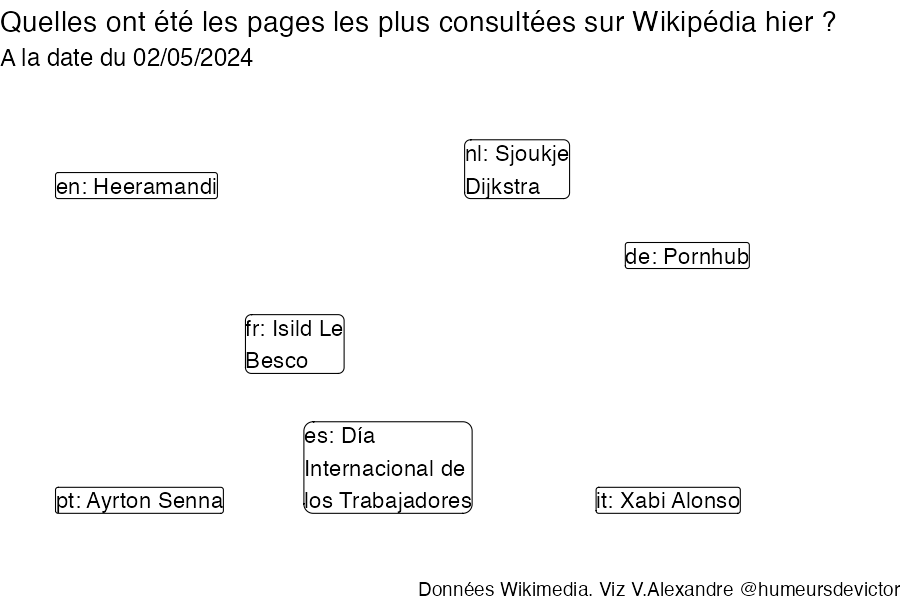 Quelles ont été les pages les plus consultées sur Wikipédia hier ?
A la date du 02/05/2024
nl: Sjoukje
Dijkstra
en: Heeramandi
de: Pornhub
fr: Isild Le
Besco
es: Día
Internacional de
los Trabajadores
pt: Ayrton Senna
it: Xabi Alonso
Données Wikimedia. Viz V.Alexandre @humeursdevictor